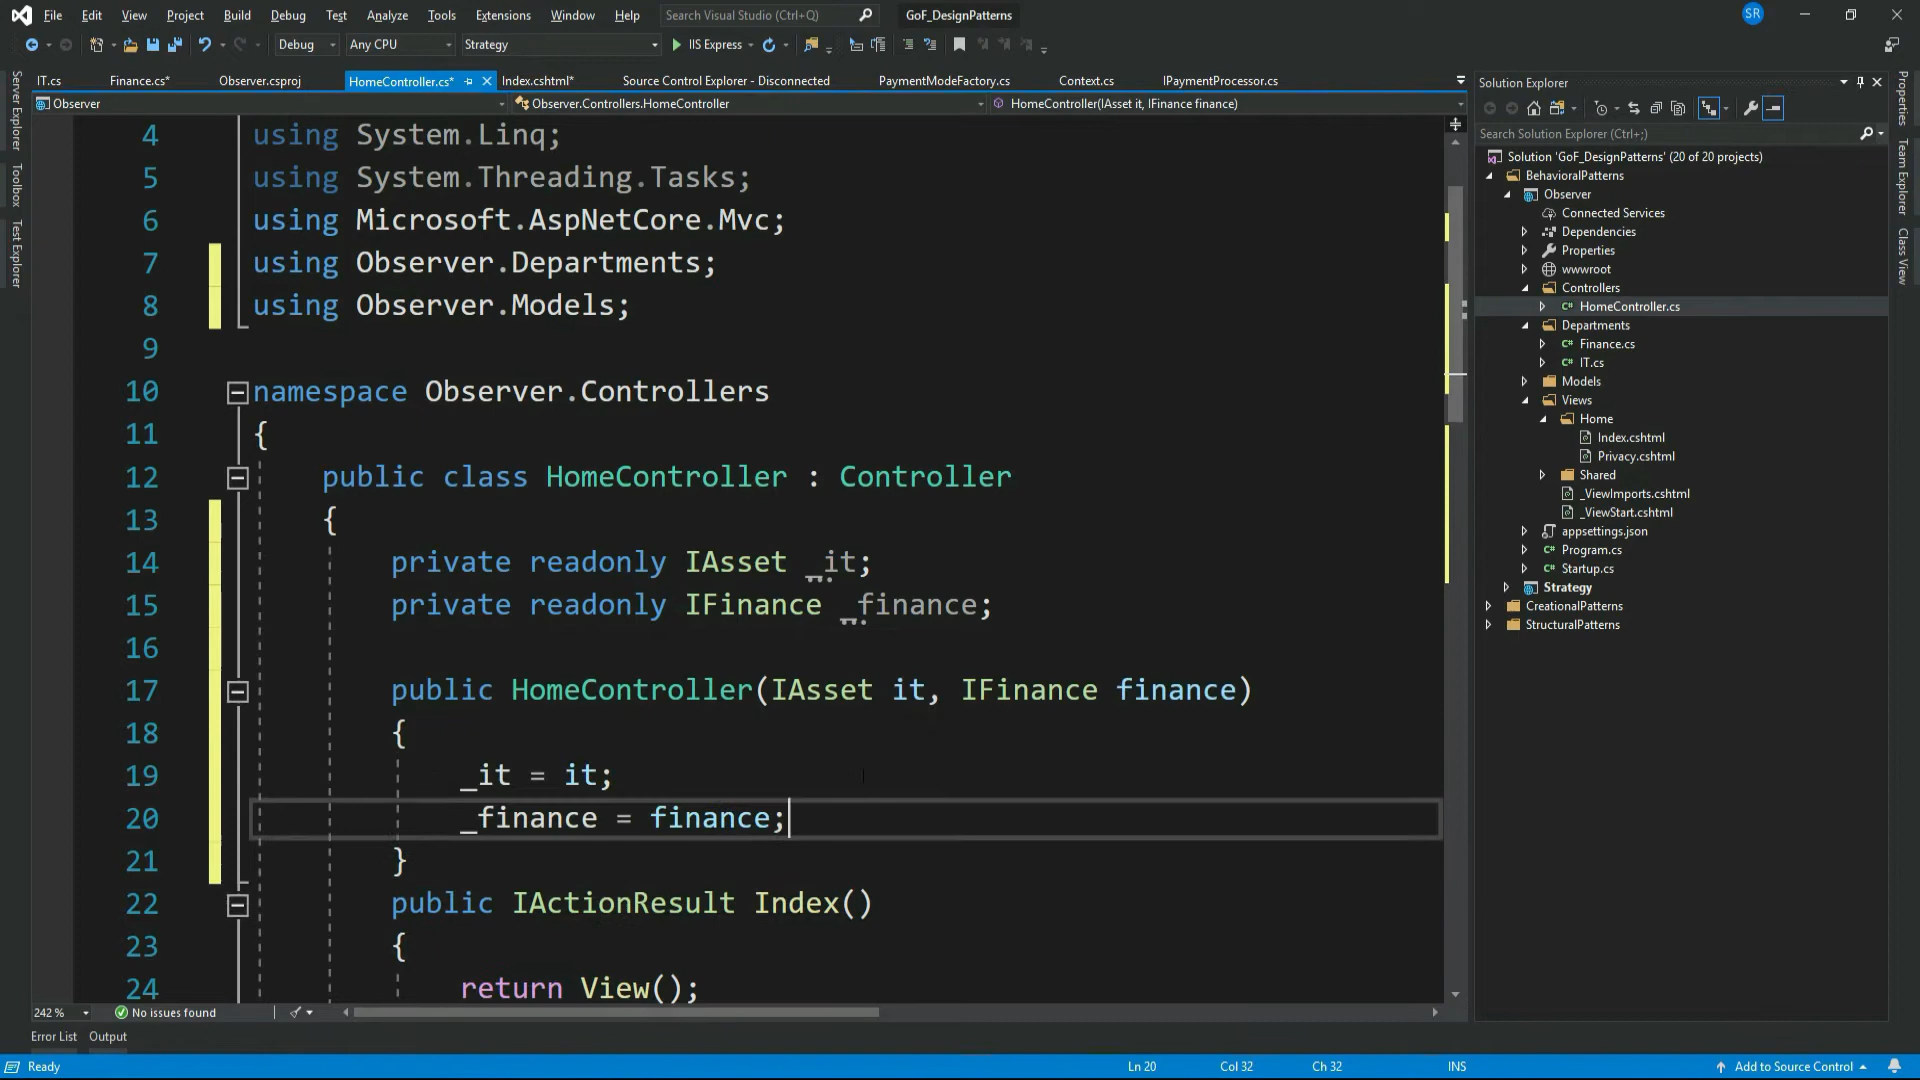 File Edit View Project Build Debug Test Analyze Tools Extensions Window Help Search Visual Studio (Ctrl+Q) GoF_DesignPatterns SR
Debug Any CPU Strategy IIS Express
IT.cs Finance.cs* Observer.csproj HomeController.cs* Index.cshtml* Source Control Explorer - Disconnected PaymentModeFactory.cs Context.cs IPaymentProcessor.cs
Observer Observer.Controllers.HomeController HomeController(IAsset it, IFinance finance)
Server Explorer
Toolbox
Test Explorer
4 using System.Linq;
5 using System.Threading.Tasks;
6 using Microsoft.AspNetCore.Mvc;
7 using Observer.Departments;
8 using Observer.Models;
9
10 namespace Observer.Controllers
11 {
12 public class HomeController : Controller
13 {
14 private readonly IAsset _it;
15 private readonly IFinance _finance;
16
17 public HomeController(IAsset it, IFinance finance)
18 {
19 _it = it;
20 _finance = finance;
21 }
22 public IActionResult Index()
23 {
24 return View();
242 % No issues found
Error List Output
Solution Explorer
Search Solution Explorer (Ctrl+;)
Solution 'GoF_DesignPatterns' (20 of 20 projects)
BehavioralPatterns
Observer
Connected Services
Dependencies
Properties
wwwroot
Controllers
C# HomeController.cs
Departments
C# Finance.cs
C# IT.cs
Models
Views
Home
Index.cshtml
Privacy.cshtml
Shared
_ViewImports.cshtml
_ViewStart.cshtml
appsettings.json
C# Program.cs
C# Startup.cs
Strategy
CreationalPatterns
StructuralPatterns
Properties
Team Explorer
Class View
Ready Ln 20 Col 32 Ch 32 INS Add to Source Control